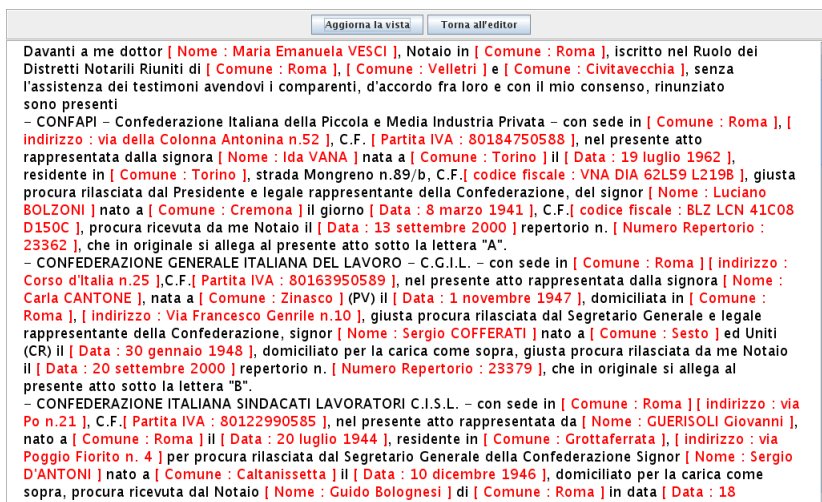 Aggiorna la vista Torna all'editor
Davanti a me dottor [ Nome : Maria Emanuela VESCI ], Notaio in [ Comune : Roma ], iscritto nel Ruolo dei
Distretti Notarili Riuniti di [ Comune : Roma ], [ Comune : Velletri ] e [ Comune : Civitavecchia ], senza
l'assistenza dei testimoni avendovi i comparenti, d'accordo fra loro e con il mio consenso, rinunziato
sono presenti
– CONFAPI – Confederazione Italiana della Piccola e Media Industria Privata – con sede in [ Comune : Roma ], [
indirizzo : via della Colonna Antonina n.52 ], C.F. [ Partita IVA : 80184750588 ], nel presente atto
rappresentata dalla signora [ Nome : Ida VANA ] nata a [ Comune : Torino ] il [ Data : 19 luglio 1962 ],
residente in [ Comune : Torino ], strada Mongreno n.89/b, C.F.[ codice fiscale : VNA DIA 62L59 L219B ], giusta
procura rilasciata dal Presidente e legale rappresentante della Confederazione, del signor [ Nome : Luciano
BOLZONI ] nato a [ Comune : Cremona ] il giorno [ Data : 8 marzo 1941 ], C.F.[ codice fiscale : BLZ LCN 41C08
D150C ], procura ricevuta da me Notaio il [ Data : 13 settembre 2000 ] repertorio n. [ Numero Repertorio :
23362 ], che in originale si allega al presente atto sotto la lettera "A".
– CONFEDERAZIONE GENERALE ITALIANA DEL LAVORO – C.G.I.L. – con sede in [ Comune : Roma ] [ indirizzo :
Corso d'Italia n.25 ],C.F.[ Partita IVA : 80163950589 ], nel presente atto rappresentata dalla signora [ Nome :
Carla CANTONE ], nata a [ Comune : Zinasco ] (PV) il [ Data : 1 novembre 1947 ], domiciliata in [ Comune :
Roma ], [ indirizzo : Via Francesco Genrile n.10 ], giusta procura rilasciata dal Segretario Generale e legale
rappresentante della Confederazione, signor [ Nome : Sergio COFFERATI ] nato a [ Comune : Sesto ] ed Uniti
(CR) il [ Data : 30 gennaio 1948 ], domiciliato per la carica come sopra, giusta procura rilasciata da me Notaio
il [ Data : 20 settembre 2000 ] repertorio n. [ Numero Repertorio : 23379 ], che in originale si allega al
presente atto sotto la lettera "B".
– CONFEDERAZIONE ITALIANA SINDACATI LAVORATORI C.I.S.L. – con sede in [ Comune : Roma ] [ indirizzo : via
Po n.21 ], C.F.[ Partita IVA : 80122990585 ], nel presente atto rappresentata da [ Nome : GUERISOLI Giovanni ],
nato a [ Comune : Roma ] il [ Data : 20 luglio 1944 ], residente in [ Comune : Grottaferrata ], [ indirizzo : via
Poggio Fiorito n. 4 ] per procura rilasciata dal Segretario Generale della Confederazione Signor [ Nome : Sergio
D'ANTONI ] nato a [ Comune : Caltanissetta ] il [ Data : 10 dicembre 1946 ], domiciliato per la carica come
sopra, procura ricevuta dal Notaio [ Nome : Guido Bolognesi ] di [ Comune : Roma ] in data [ Data : 18